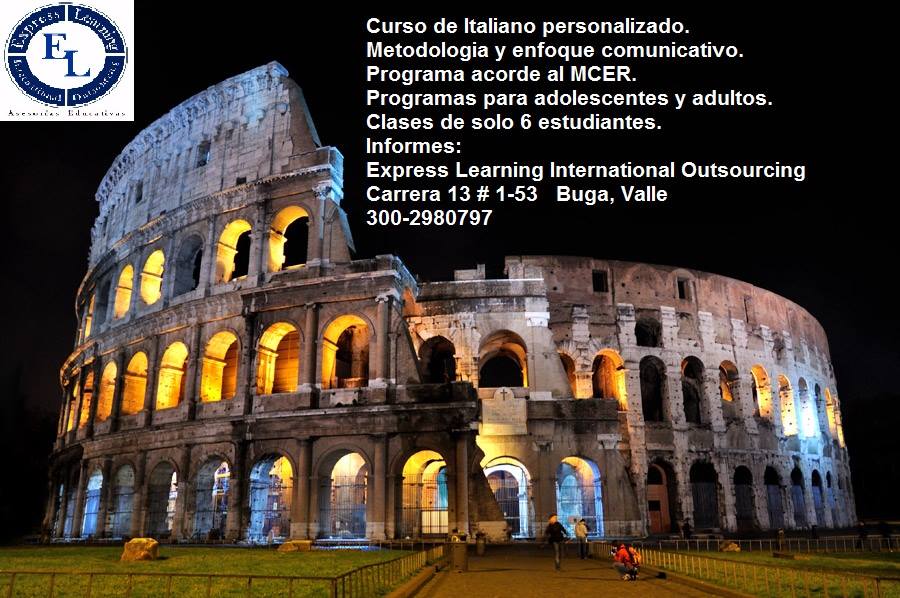 Express Learning
EL
International Outsourcing
Asesorías Educativas
Curso de Italiano personalizado.
Metodologia y enfoque comunicativo.
Programa acorde al MCER.
Programas para adolescentes y adultos.
Clases de solo 6 estudiantes.
Informes:
Express Learning International Outsourcing
Carrera 13 # 1-53 Buga, Valle
300-2980797